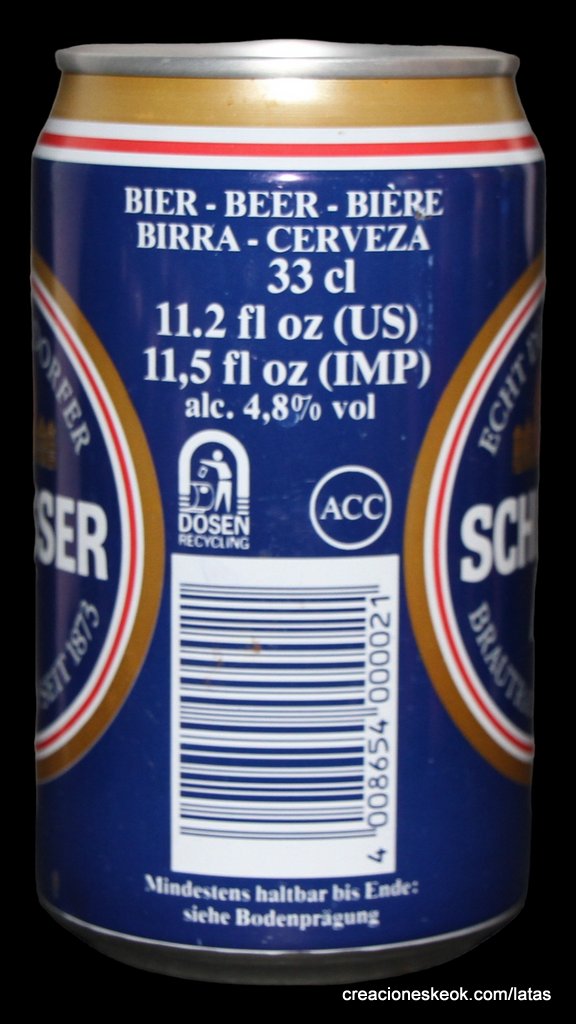 BIER - BEER - BIÈRE
BIRRA - CERVEZA
33 cl
11.2 fl oz (US)
11,5 fl oz (IMP)
alc. 4,8% vol
DOSEN
RECYCLING
ACC
4 008654 000021
Mindestens haltbar bis Ende:
siehe Bodenprägung
SER
SEIT 1873
ECHT
SCH
creacioneskeok.com/latas